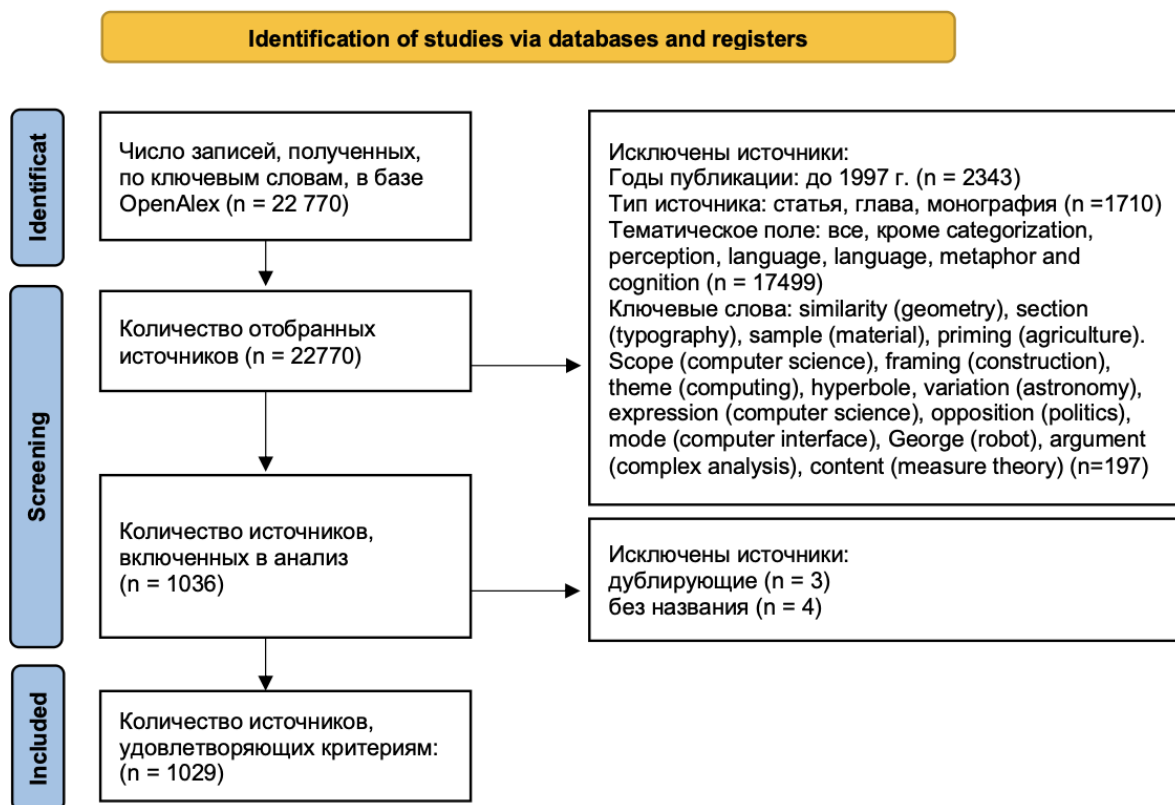 Identification of studies via databases and registers
Identificat
Число записей, полученных,
по ключевым словам, в базе
OpenAlex (n = 22 770)
Исключены источники:
Годы публикации: до 1997 г. (n = 2343)
Тип источника: статья, глава, монография (n =1710)
Тематическое поле: все, кроме categorization,
perception, language, language, metaphor and
cognition (n = 17499)
Ключевые слова: similarity (geometry), section
(typography), sample (material), priming (agriculture).
Scope (computer science), framing (construction),
theme (computing), hyperbole, variation (astronomy),
expression (computer science), opposition (politics),
mode (computer interface), George (robot), argument
(complex analysis), content (measure theory) (n=197)
Screening
Количество отобранных
источников (n = 22770)
Количество источников,
включенных в анализ
(n = 1036)
Исключены источники:
дублирующие (n = 3)
без названия (n = 4)
Included
Количество источников,
удовлетворяющих критериям:
(n = 1029)